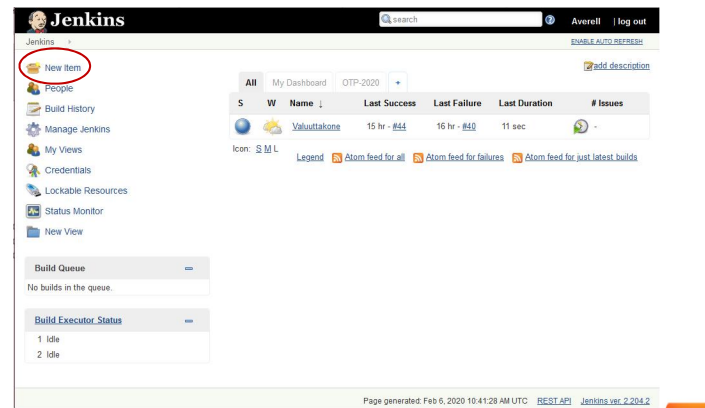 Jenkins
search
Averell | log out
Jenkins
ENABLE AUTO REFRESH
New Item
People
Build History
Manage Jenkins
My Views
Credentials
Lockable Resources
Status Monitor
New View
add description
All My Dashboard OTP-2020 +
S W Name ↓ Last Success Last Failure Last Duration # Issues
Valuuttakone 15 hr - #44 16 hr - #40 11 sec -
Icon: S M L
Legend Atom feed for all Atom feed for failures Atom feed for just latest builds
Build Queue
No builds in the queue.
Build Executor Status
1 Idle
2 Idle
Page generated: Feb 6, 2020 10:41:28 AM UTC REST API Jenkins ver. 2.204.2